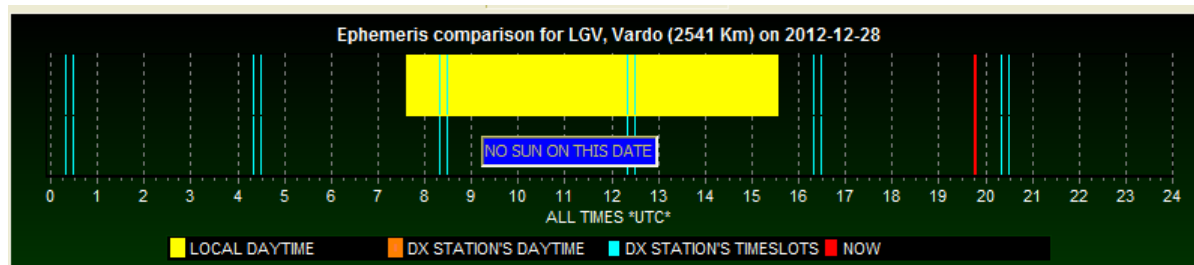 Ephemeris comparison for LGV, Vardo (2541 Km) on 2012-12-28
NO SUN ON THIS DATE
0 1 2 3 4 5 6 7 8 9 10 11 12 13 14 15 16 17 18 19 20 21 22 23 24
ALL TIMES *UTC*
LOCAL DAYTIME DX STATION'S DAYTIME DX STATION'S TIMESLOTS NOW